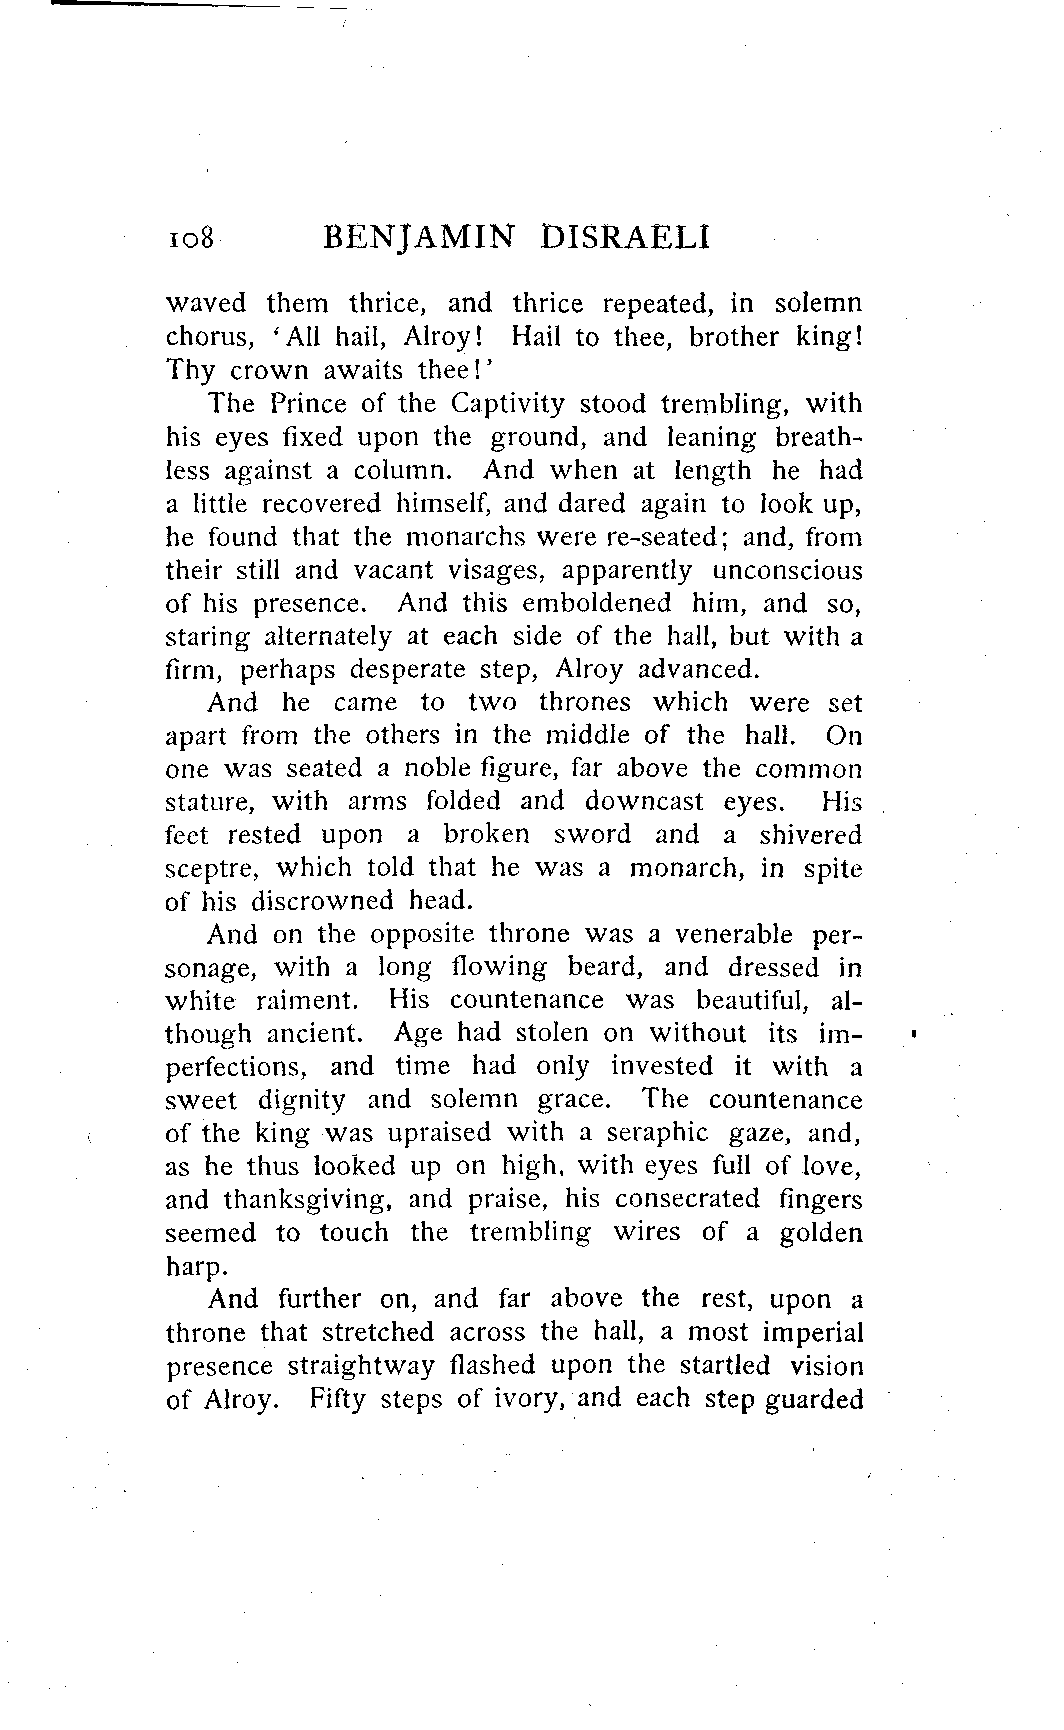 108 BENJAMIN DISRAELI
waved them thrice, and thrice repeated, in solemn
chorus, ‘All hail, Alroy! Hail to thee, brother king!
Thy crown awaits thee!’
The Prince of the Captivity stood trembling, with
his eyes fixed upon the ground, and leaning breath-
less against a column. And when at length he had
a little recovered himself, and dared again to look up,
he found that the monarchs were re-seated; and, from
their still and vacant visages, apparently unconscious
of his presence. And this emboldened him, and so,
staring alternately at each side of the hall, but with a
firm, perhaps desperate step, Alroy advanced.
And he came to two thrones which were set
apart from the others in the middle of the hall. On
one was seated a noble figure, far above the common
stature, with arms folded and downcast eyes. His
feet rested upon a broken sword and a shivered
sceptre, which told that he was a monarch, in spite
of his discrowned head.
And on the opposite throne was a venerable per-
sonage, with a long flowing beard, and dressed in
white raiment. His countenance was beautiful, al-
though ancient. Age had stolen on without its im-
perfections, and time had only invested it with a
sweet dignity and solemn grace. The countenance
of the king was upraised with a seraphic gaze, and,
as he thus looked up on high, with eyes full of love,
and thanksgiving, and praise, his consecrated fingers
seemed to touch the trembling wires of a golden
harp.
And further on, and far above the rest, upon a
throne that stretched across the hall, a most imperial
presence straightway flashed upon the startled vision
of Alroy. Fifty steps of ivory, and each step guarded